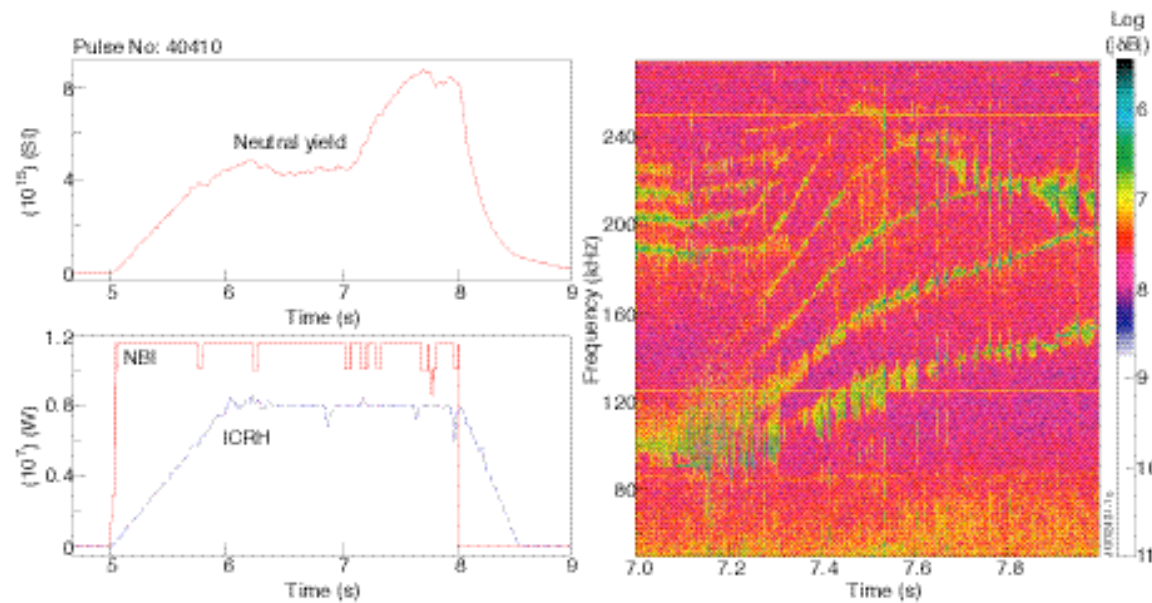 Pulse No: 40410
8
4
0
(10¹⁵) (SI)
Neutral yield
5 6 7 8 9
Time (s)
1.2
0.8
0.4
0
(10⁷) (W)
NBI
ICRH
5 6 7 8 9
Time (s)
240
200
160
120
80
Frequency (kHz)
7.0 7.2 7.4 7.6 7.8
Time (s)
Log
(|δB|)
6
7
8
9
10
11